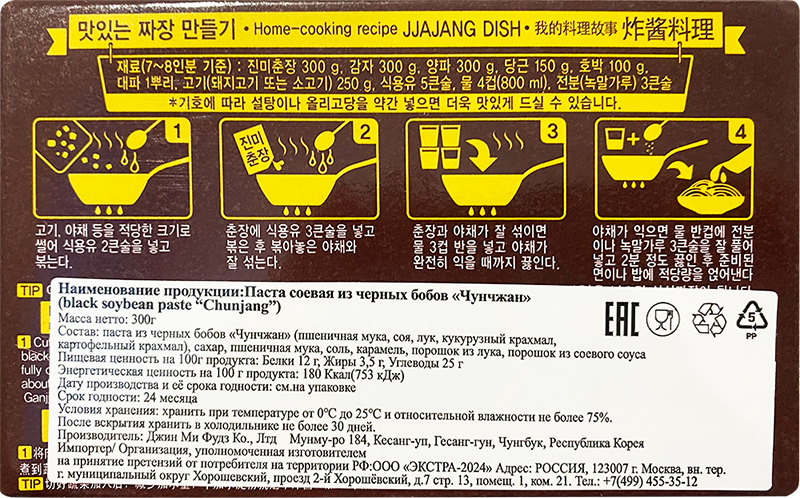 맛있는 짜장 만들기 · Home-cooking recipe JJAJANG DISH · 我的料理故事 炸醬料理
재료(7~8인분 기준) : 진미춘장 300 g, 감자 300 g, 양파 300 g, 당근 150 g, 호박 100 g,
대파 1뿌리, 고기(돼지고기 또는 소고기) 250 g, 식용유 5큰술, 물 4컵(800 ml), 전분(녹말가루) 3큰술
*기호에 따라 설탕이나 올리고당을 약간 넣으면 더욱 맛있게 드실 수 있습니다.
1
고기, 야채 등을 적당한 크기로
썰어 식용유 2큰술을 넣고
볶는다.
진미
춘장
2
춘장에 식용유 3큰술을 넣고
볶은 후 볶아놓은 야채와
잘 섞는다.
3
춘장과 야채가 잘 섞이면
물 3컵 반을 넣고 야채가
완전히 익을 때까지 끓인다.
4
야채가 익으면 물 반컵에 전분
이나 녹말가루 3큰술을 잘 풀어
넣고 2분 정도 끓인 후 준비된
면이나 밥에 적당량을 얹어낸다
TIP
Наименование продукции:Паста соевая из черных бобов «Чунчжан»
(black soybean paste “Chunjang”)
Масса нетто: 300г
Состав: паста из черных бобов «Чунчжан» (пшеничная мука, соя, лук, кукурузный крахмал,
картофельный крахмал), сахар, пшеничная мука, соль, карамель, порошок из лука, порошок из соевого соуса
Пищевая ценность на 100г продукта: Белки 12 г, Жиры 3,5 г, Углеводы 25 г
Энергетическая ценность на 100 г продукта: 180 Ккал(753 кДж)
Дату производства и её срока годности: см.на упаковке
Срок годности: 24 месяца
Условия хранения: хранить при температуре от 0℃ до 25℃ и относительной влажности не более 75%.
После вскрытия хранить в холодильнике не более 30 дней.
Производитель: Джин Ми Фудз Ко., Лтд Мунму-ро 184, Кесанг-уп, Гесанг-гун, Чунгбук, Республика Корея
Импортер/ Организация, уполномоченная изготовителем
на принятие претензий от потребителя на территории РФ:ООО «ЭКСТРА-2024» Адрес: РОССИЯ, 123007 г. Москва, вн. тер.
г. муниципальный округ Хорошевский, проезд 2-й Хорошёвский, д.7 стр. 13, помещ. 1, ком. 21. Тел.:+7(499) 455-35-12
EAC
5
PP
1 Cu
black
fully c
about
Ganj
1 将肉
煮到
TIP